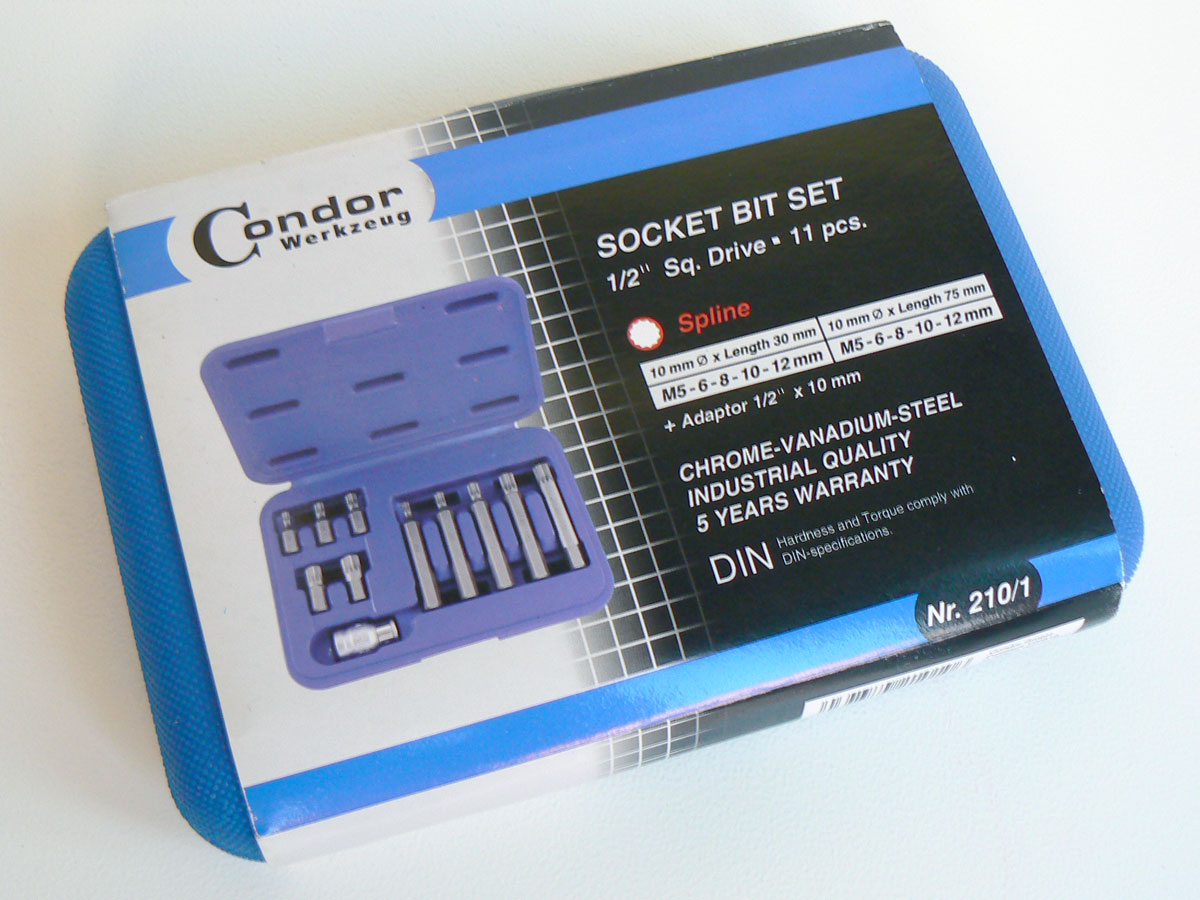 Condor
Werkzeug
SOCKET BIT SET
1/2" Sq. Drive ▪ 11 pcs.
Spline
10 mm Ø x Length 30 mm
10 mm Ø x Length 75 mm
M5 - 6 - 8 - 10 - 12 mm
M5 - 6 - 8 - 10 - 12 mm
+ Adaptor 1/2" x 10 mm
CHROME-VANADIUM-STEEL
INDUSTRIAL QUALITY
5 YEARS WARRANTY
DIN
Hardness and Torque comply with
DIN-specifications.
Nr. 210/1